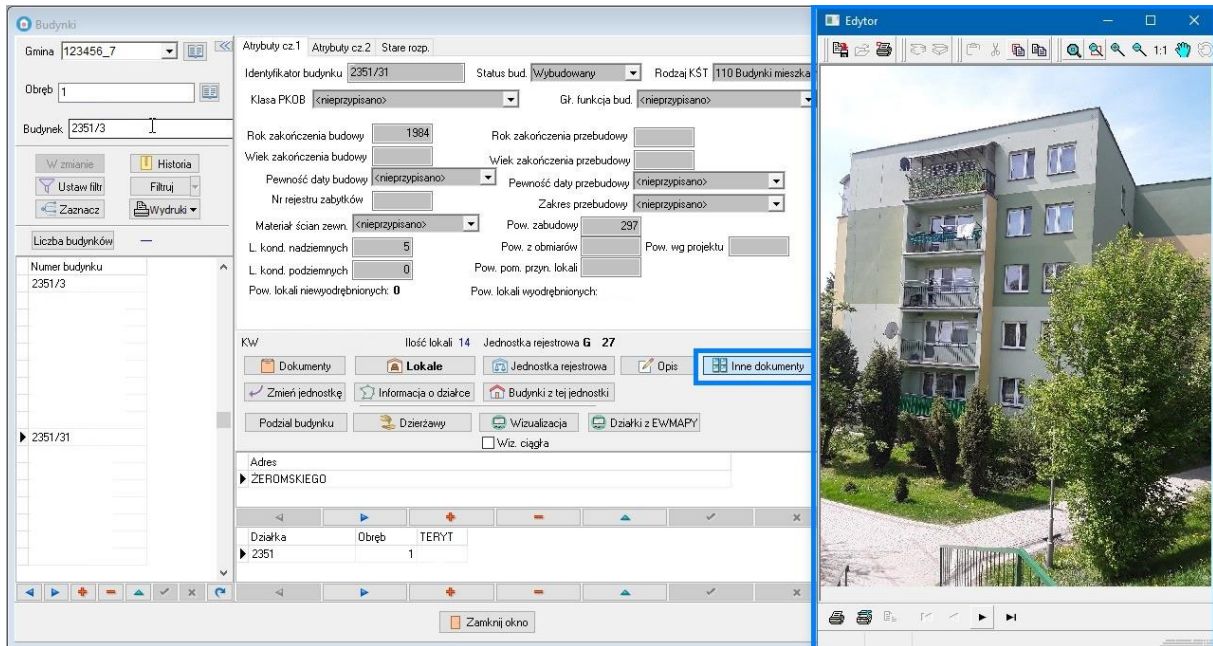 Budynki
Gmina 123456_7
Obręb 1
Budynek 2351/3
W zmianie Historia
Ustaw filtr Filtruj
Zaznacz Wydruki
Liczba budynków —
Numer budynku
2351/3
2351/31
Atrybuty cz.1 Atrybuty cz.2 Stare rozp.
Identyfikator budynku 2351/31 Status bud. Wybudowany Rodzaj KŚT 110 Budynki mieszka
Klasa PKOB <nieprzypisano> Gł. funkcja bud. <nieprzypisano>
Rok zakończenia budowy 1984 Rok zakończenia przebudowy
Wiek zakończenia budowy Wiek zakończenia przebudowy
Pewność daty budowy <nieprzypisano> Pewność daty przebudowy <nieprzypisano>
Nr rejestru zabytków Zakres przebudowy <nieprzypisano>
Materiał ścian zewn. <nieprzypisano> Pow. zabudowy 297
L. kond. nadziemnych 5 Pow. z obmiarów Pow. wg projektu
L. kond. podziemnych 0 Pow. pom. przyn. lokali
Pow. lokali niewyodrębnionych: 0 Pow. lokali wyodrębnionych:
KW Ilość lokali 14 Jednostka rejestrowa G 27
Dokumenty Lokale Jednostka rejestrowa Opis Inne dokumenty
Zmień jednostkę Informacja o działce Budynki z tej jednostki
Podział budynku Dzierżawy Wizualizacja Działki z EWMAPY
Wiz. ciągła
Adres
ŻEROMSKIEGO
Działka Obręb TERYT
2351 1
Zamknij okno
Edytor
1:1